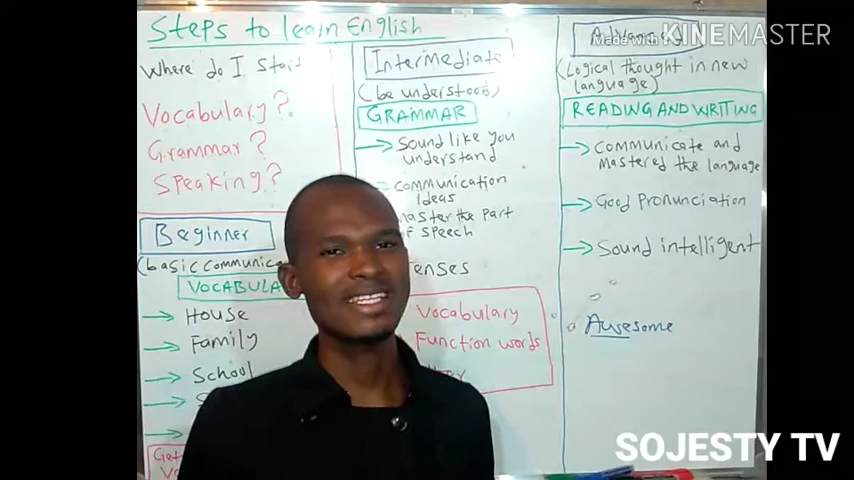 Steps to learn English
Where do I start
Vocabulary?
Grammar?
Speaking?
Beginner
(basic communica
VOCABULA
House
Family
School
Get
Intermediate
(be understood)
GRAMMAR
Sound like you
understand
communication
Ideas
master the part
of speech
enses
Vocabulary
Function words
Made with
KINEMASTER
(Logical thought in new
language)
READING AND WRITING
Communicate and
mastered the language
Good Pronunciation
Sound intelligent
Awesome
SOJESTY TV